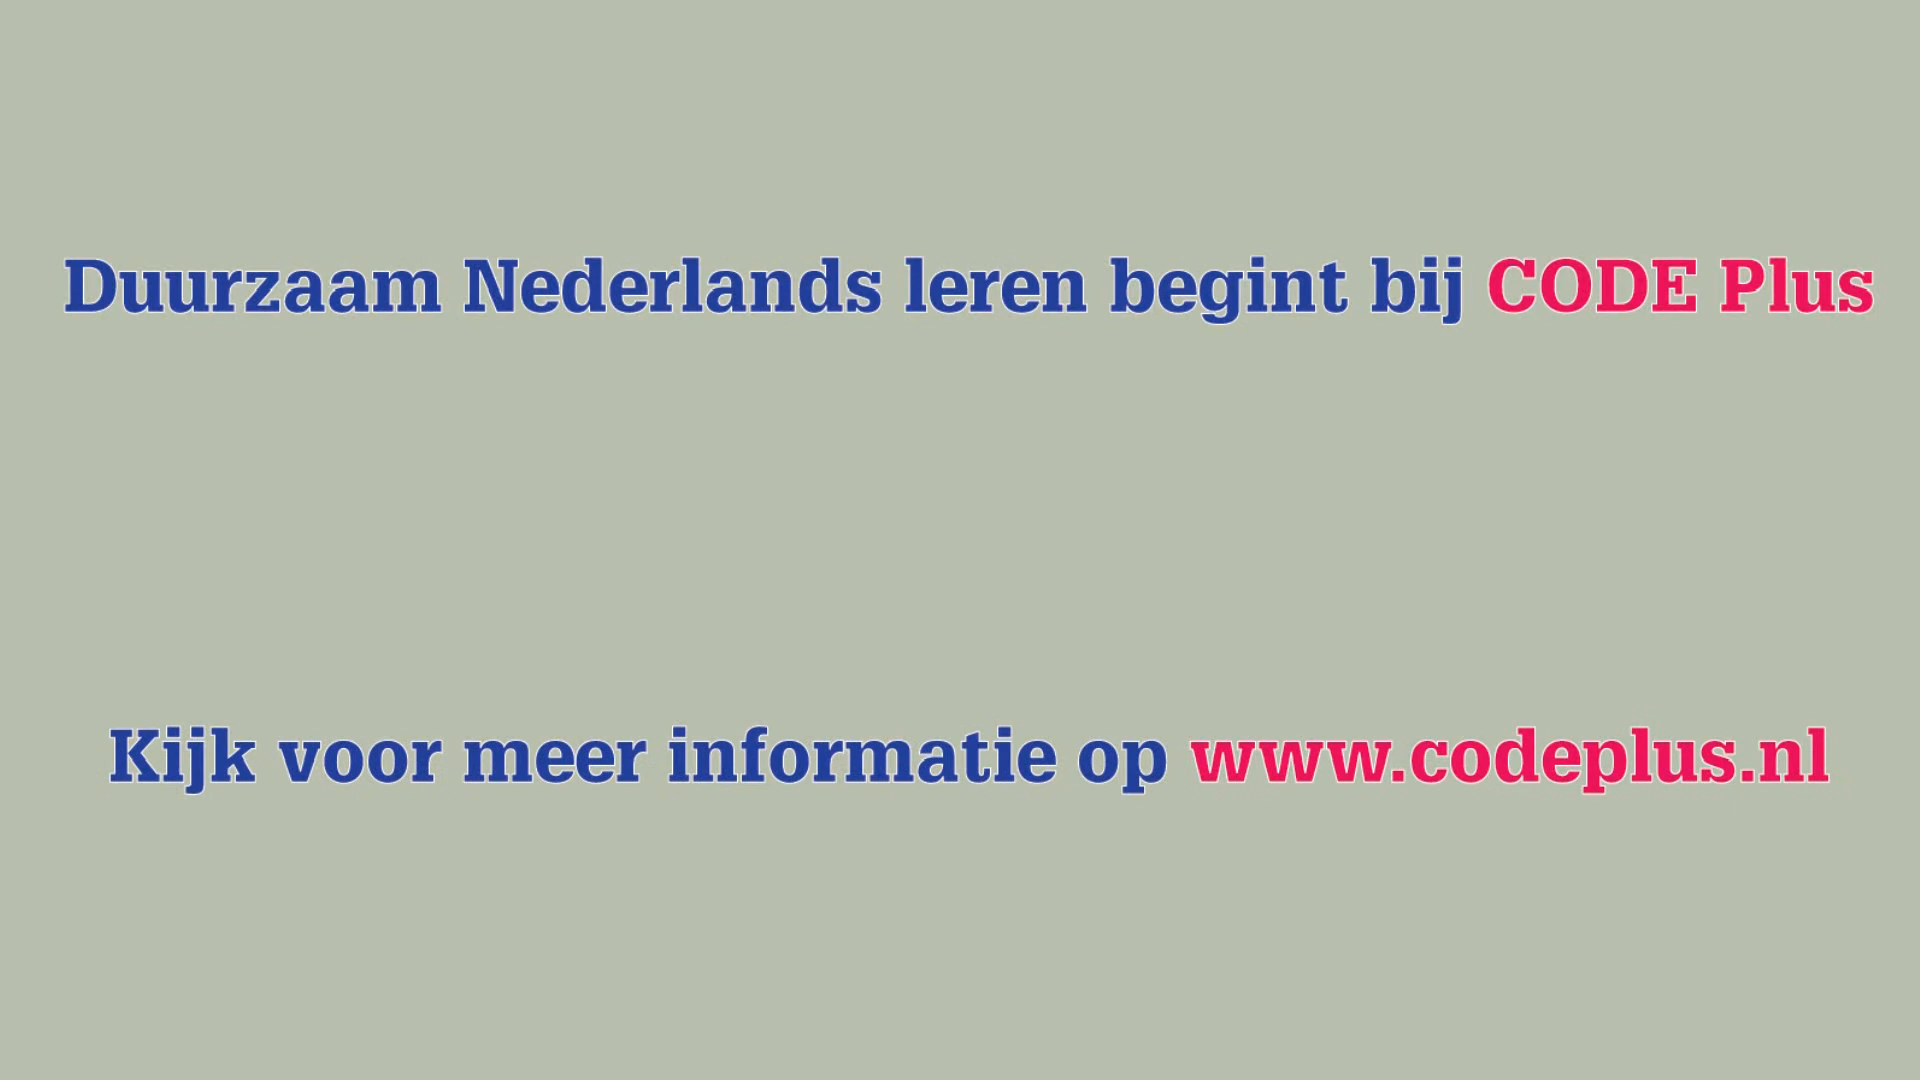 Duurzaam Nederlands leren begint bij CODE Plus
Kijk voor meer informatie op www.codeplus.nl